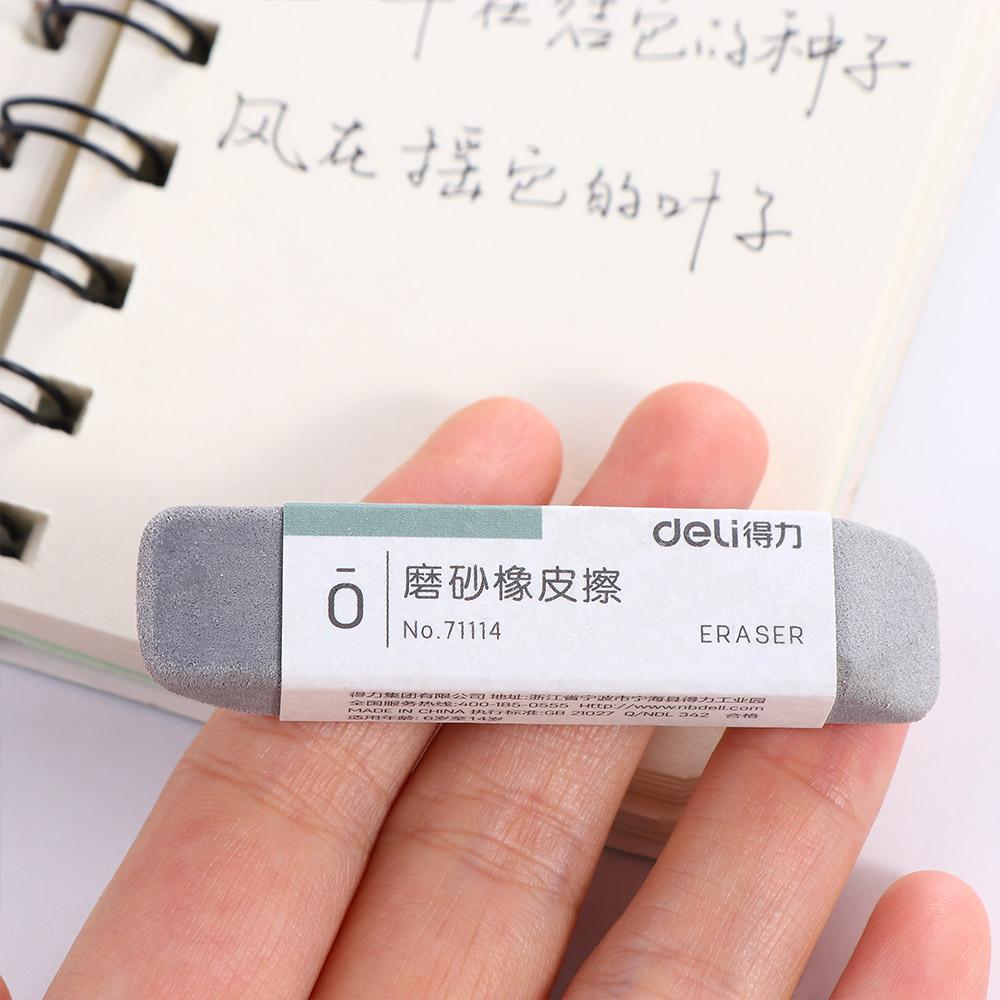 在结它的种子
风在摇它的叶子
deli得力
ō
磨砂橡皮擦
No.71114
ERASER
得力集团有限公司 地址:浙江省宁波市宁海县得力工业园
全国服务热线:400-185-0555 Http://www.nbdeli.com
MADE IN CHINA 执行标准:GB 21027 Q/NDL 342 合格
适用年龄: 6岁至14岁